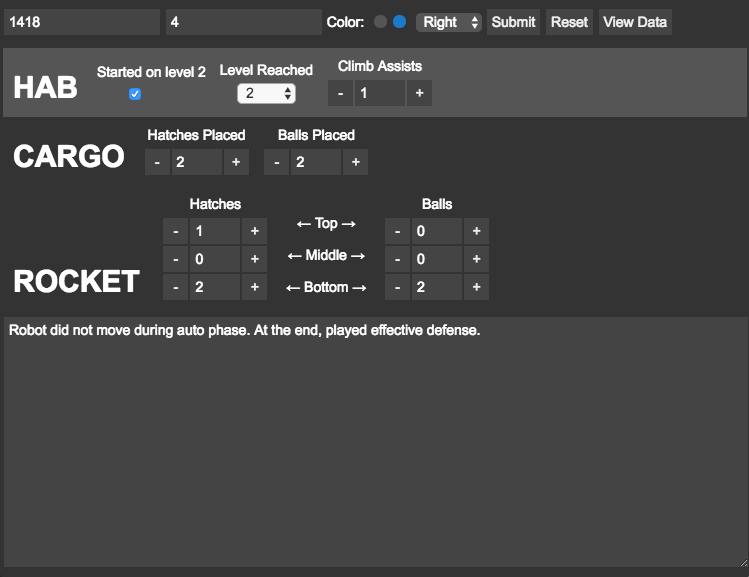 1418 4 Color: Right Submit Reset View Data
Started on level 2 Level Reached Climb Assists
HAB 2 - 1 +
Hatches Placed Balls Placed
CARGO - 2 + - 2 +
Hatches Balls
- 1 + ← Top → - 0 +
- 0 + ← Middle → - 0 +
ROCKET - 2 + ← Bottom → - 2 +
Robot did not move during auto phase. At the end, played effective defense.